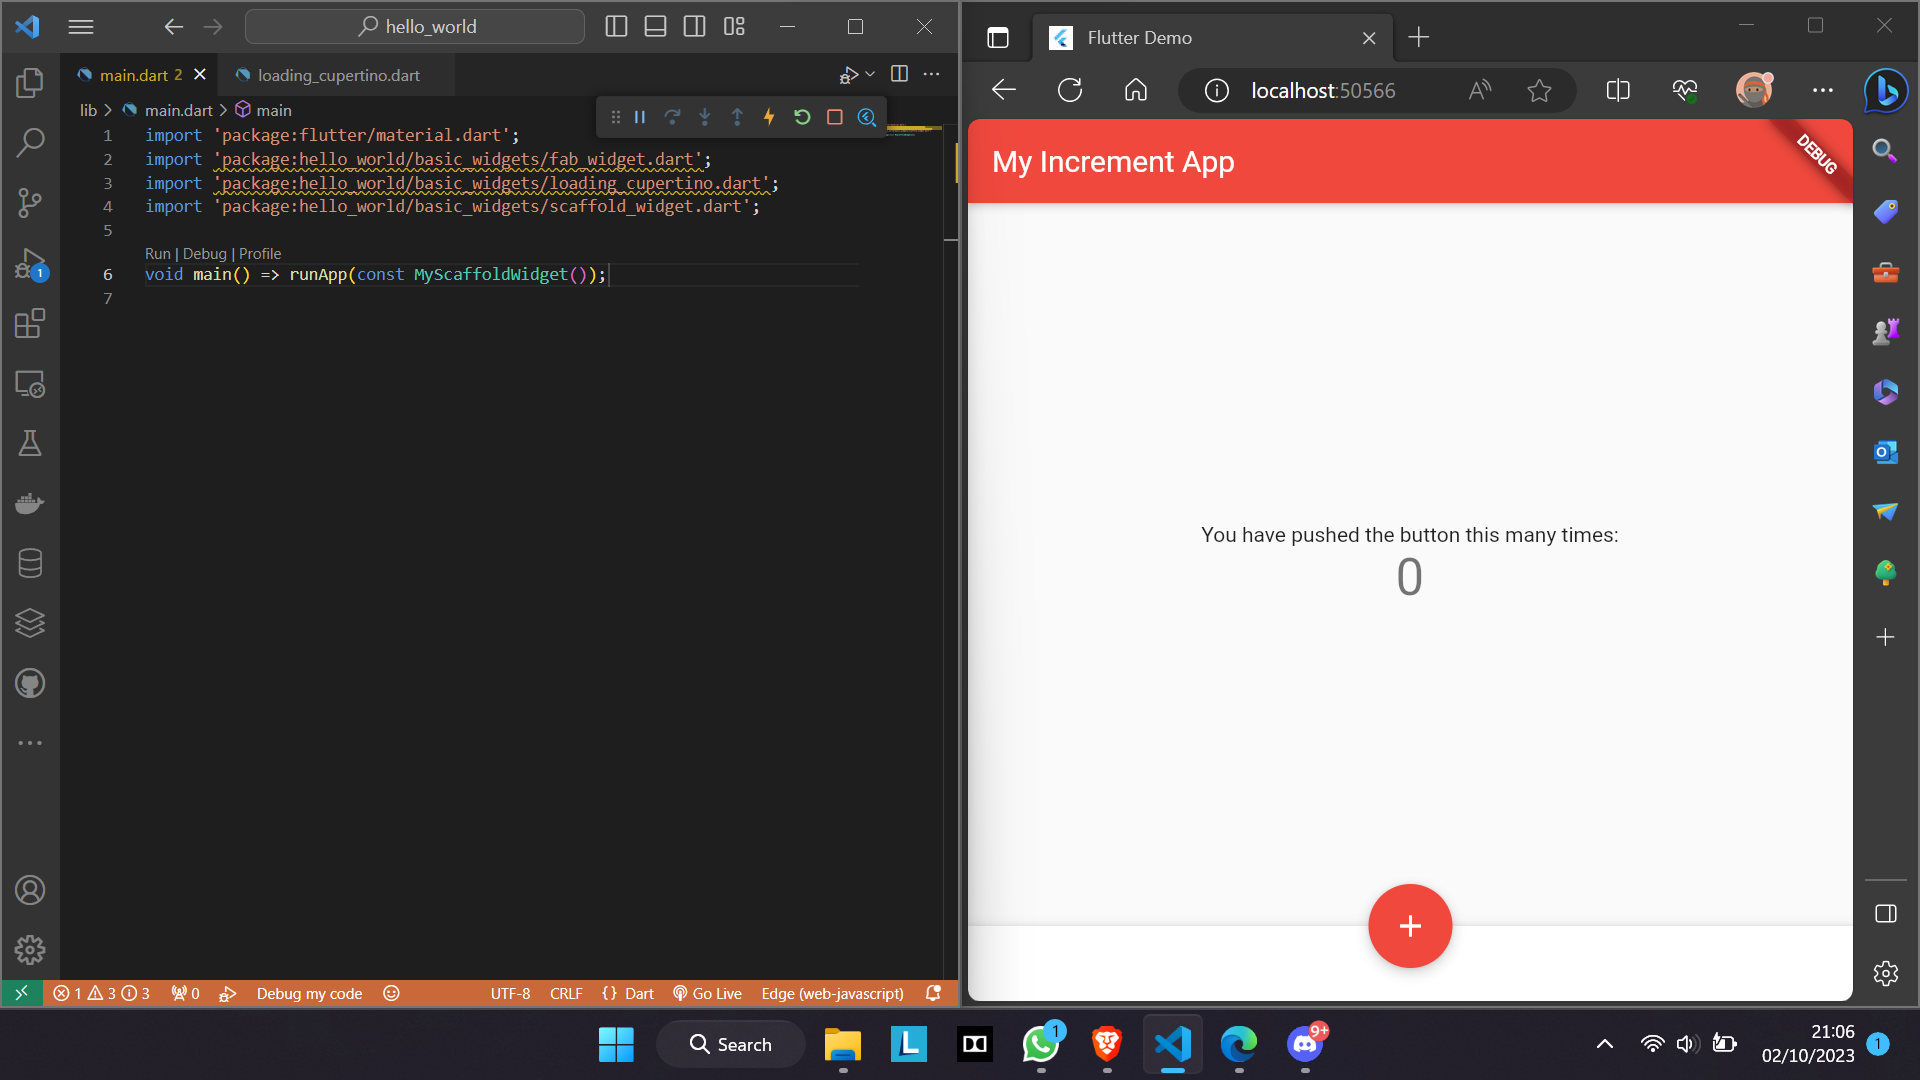 hello_world
main.dart 2
loading_cupertino.dart
lib > main.dart > main
1 import 'package:flutter/material.dart';
2 import 'package:hello_world/basic_widgets/fab_widget.dart';
3 import 'package:hello_world/basic_widgets/loading_cupertino.dart';
4 import 'package:hello_world/basic_widgets/scaffold_widget.dart';
5
Run | Debug | Profile
6 void main() => runApp(const MyScaffoldWidget());
7
1
1 3 3 0 Debug my code UTF-8 CRLF {} Dart Go Live Edge (web-javascript)
Flutter Demo
localhost:50566
My Increment App
DEBUG
You have pushed the button this many times:
0
+
Search
L
1
9+
21:06
02/10/2023
1